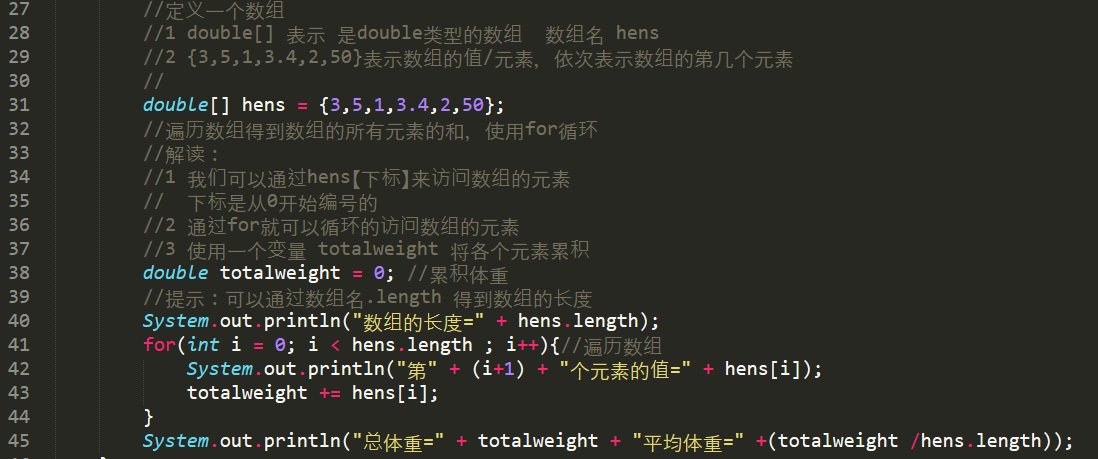 27 //定义一个数组
28 //1 double[] 表示 是double类型的数组  数组名 hens
29 //2 {3,5,1,3.4,2,50}表示数组的值/元素，依次表示数组的第几个元素
30 //
31 double[] hens = {3,5,1,3.4,2,50};
32 //遍历数组得到数组的所有元素的和，使用for循环
33 //解读：
34 //1 我们可以通过hens【下标】来访问数组的元素
35 //  下标是从0开始编号的
36 //2 通过for就可以循环的访问数组的元素
37 //3 使用一个变量 totalweight 将各个元素累积
38 double totalweight = 0; //累积体重
39 //提示：可以通过数组名.length 得到数组的长度
40 System.out.println("数组的长度=" + hens.length);
41 for(int i = 0; i < hens.length ; i++){//遍历数组
42 System.out.println("第" + (i+1) + "个元素的值=" + hens[i]);
43 totalweight += hens[i];
44 }
45 System.out.println("总体重=" + totalweight + "平均体重=" +(totalweight /hens.length));